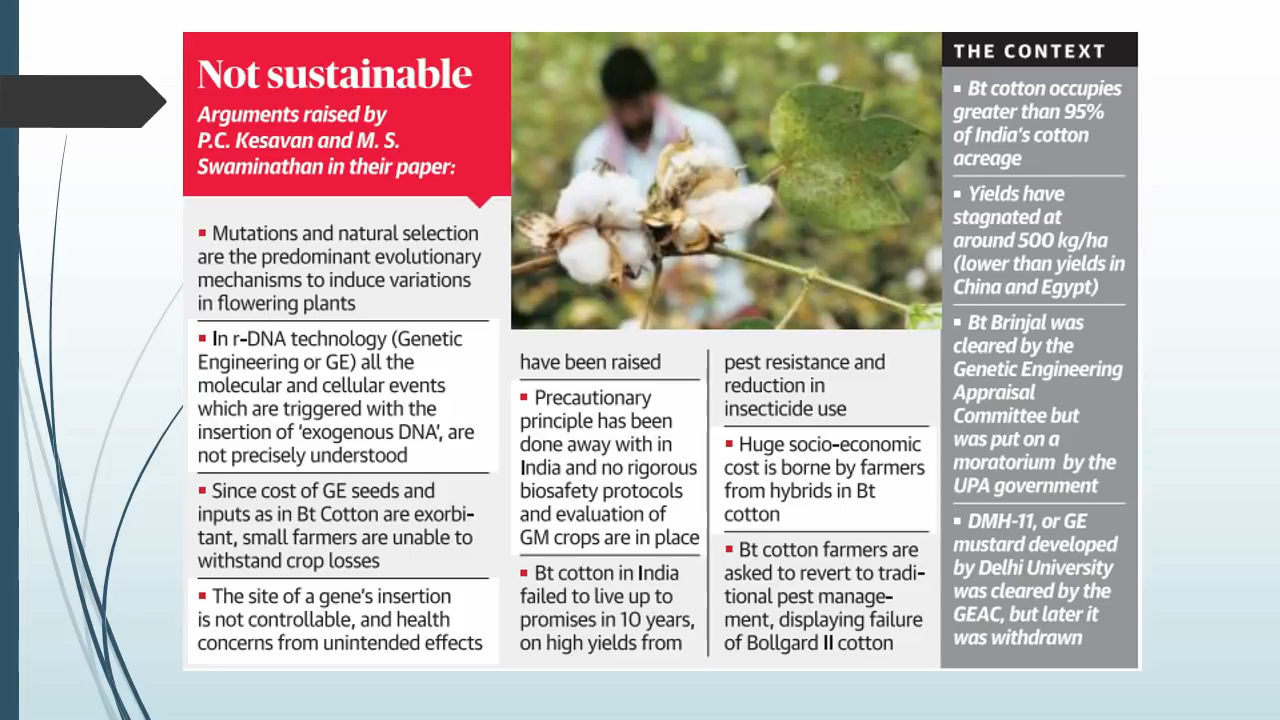 Not sustainable
Arguments raised by
P.C. Kesavan and M. S.
Swaminathan in their paper:
▪ Mutations and natural selection
are the predominant evolutionary
mechanisms to induce variations
in flowering plants
▪ In r-DNA technology (Genetic
Engineering or GE) all the
molecular and cellular events
which are triggered with the
insertion of ‘exogenous DNA’, are
not precisely understood
▪ Since cost of GE seeds and
inputs as in Bt Cotton are exorbi-
tant, small farmers are unable to
withstand crop losses
▪ The site of a gene’s insertion
is not controllable, and health
concerns from unintended effects
have been raised
▪ Precautionary
principle has been
done away with in
India and no rigorous
biosafety protocols
and evaluation of
GM crops are in place
▪ Bt cotton in India
failed to live up to
promises in 10 years,
on high yields from
pest resistance and
reduction in
insecticide use
▪ Huge socio-economic
cost is borne by farmers
from hybrids in Bt
cotton
▪ Bt cotton farmers are
asked to revert to tradi-
tional pest manage-
ment, displaying failure
of Bollgard II cotton
THE CONTEXT
▪ Bt cotton occupies
greater than 95%
of India’s cotton
acreage
▪ Yields have
stagnated at
around 500 kg/ha
(lower than yields in
China and Egypt)
▪ Bt Brinjal was
cleared by the
Genetic Engineering
Appraisal
Committee but
was put on a
moratorium by the
UPA government
▪ DMH-11, or GE
mustard developed
by Delhi University
was cleared by the
GEAC, but later it
was withdrawn